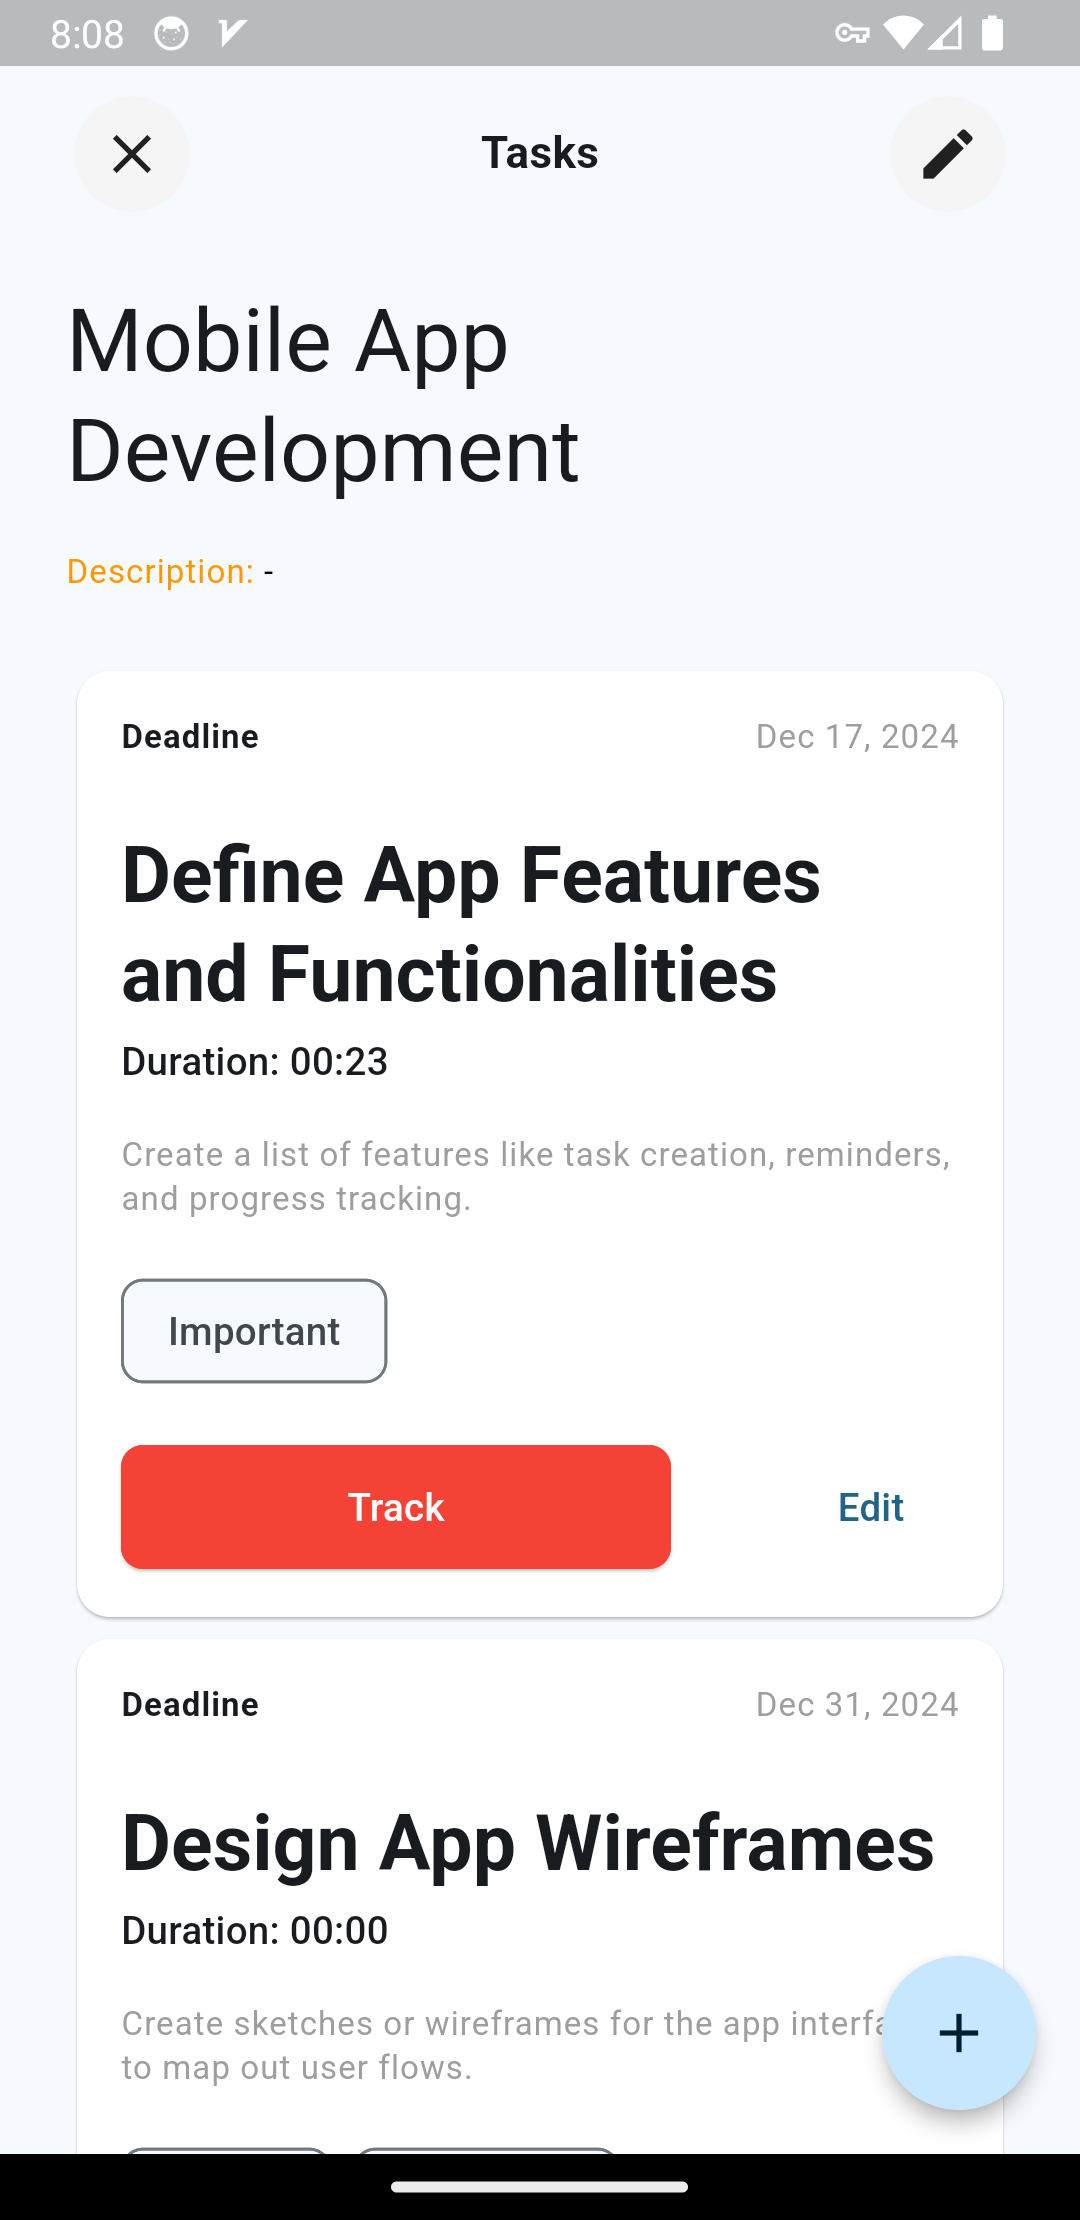 8:08
Tasks
Mobile App
Development
Description: -
Deadline
Dec 17, 2024
Define App Features
and Functionalities
Duration: 00:23
Create a list of features like task creation, reminders,
and progress tracking.
Important
Track
Edit
Deadline
Dec 31, 2024
Design App Wireframes
Duration: 00:00
Create sketches or wireframes for the app
to map out user flows.